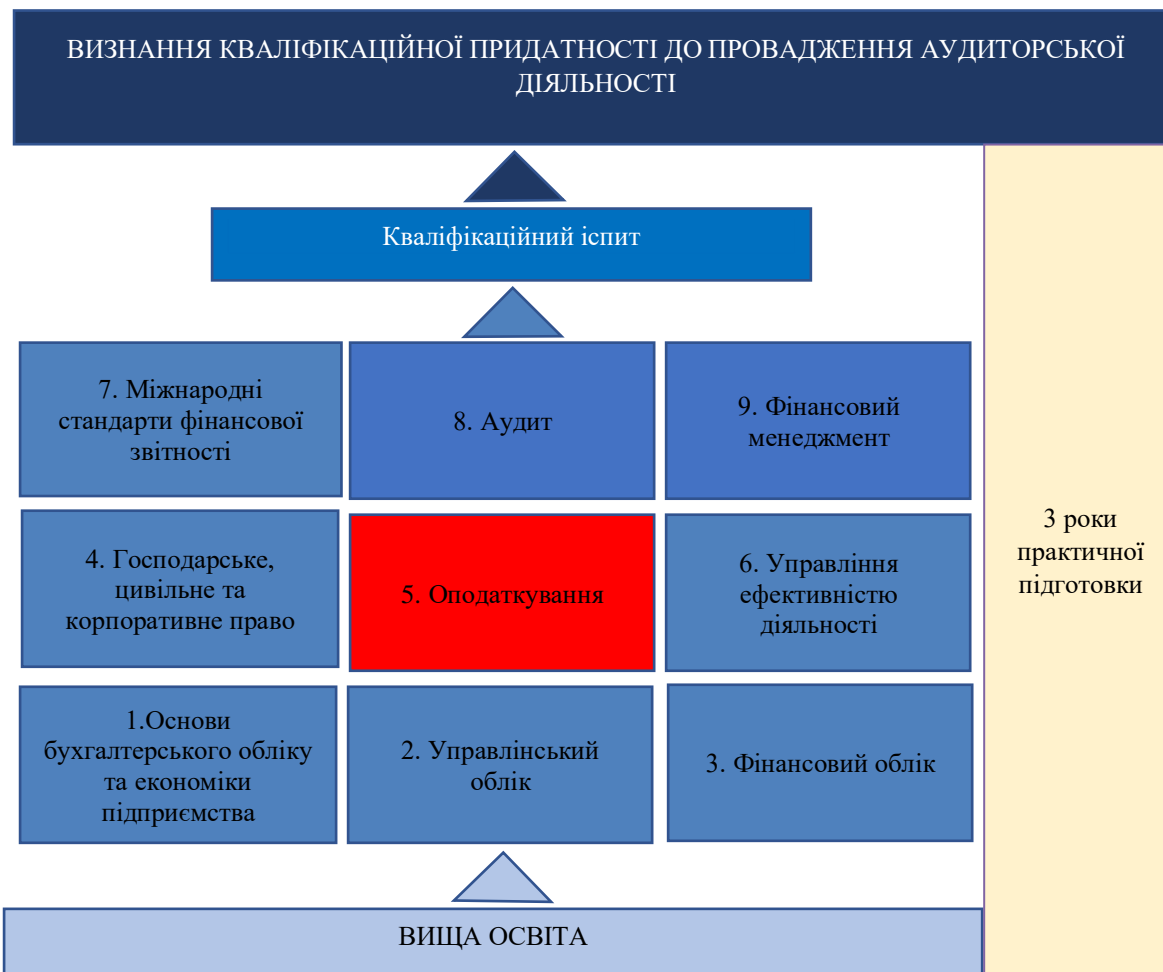 ВИЗНАННЯ КВАЛІФІКАЦІЙНОЇ ПРИДАТНОСТІ ДО ПРОВАДЖЕННЯ АУДИТОРСЬКОЇ
ДІЯЛЬНОСТІ
Кваліфікаційний іспит
7. Міжнародні
стандарти фінансової
звітності
8. Аудит
9. Фінансовий
менеджмент
4. Господарське,
цивільне та
корпоративне право
5. Оподаткування
6. Управління
ефективністю
діяльності
3 роки
практичної
підготовки
1.Основи
бухгалтерського обліку
та економіки
підприємства
2. Управлінський
облік
3. Фінансовий облік
ВИЩА ОСВІТА